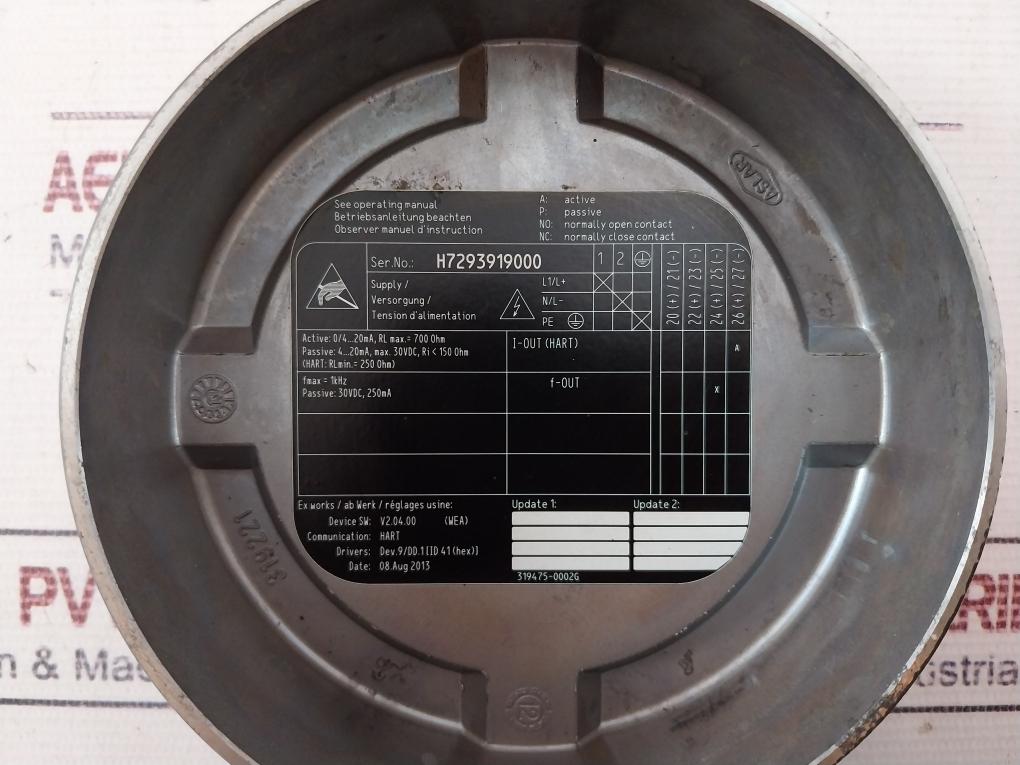 See operating manual
Betriebsanleitung beachten
Observer manuel d'instruction
A: active
P: passive
NO: normally open contact
NC: normally close contact
Ser.No.: H7293919000
1 2
Supply /
Versorgung /
Tension d'alimentation
L1/L+
N/L-
PE
20 (+) / 21 (-)
22 (+) / 23 (-)
24 (+) / 25 (-)
26 (+) / 27 (-)
Active: 0/4...20mA, RL max.= 700 Ohm
Passive: 4...20mA, max. 30VDC, Ri < 150 Ohm
(HART: RLmin.= 250 Ohm)
I-OUT (HART)
A
fmax = 1kHz
Passive: 30VDC, 250mA
f-OUT
X
Ex works / ab Werk / réglages usine:
Device SW: V2.04.00 (WEA)
Communication: HART
Drivers: Dev.9/DD.1[ID 41(hex)]
Date: 08.Aug 2013
Update 1:
Update 2:
319475-0002G
ASLAR
319221
PV
& Mas